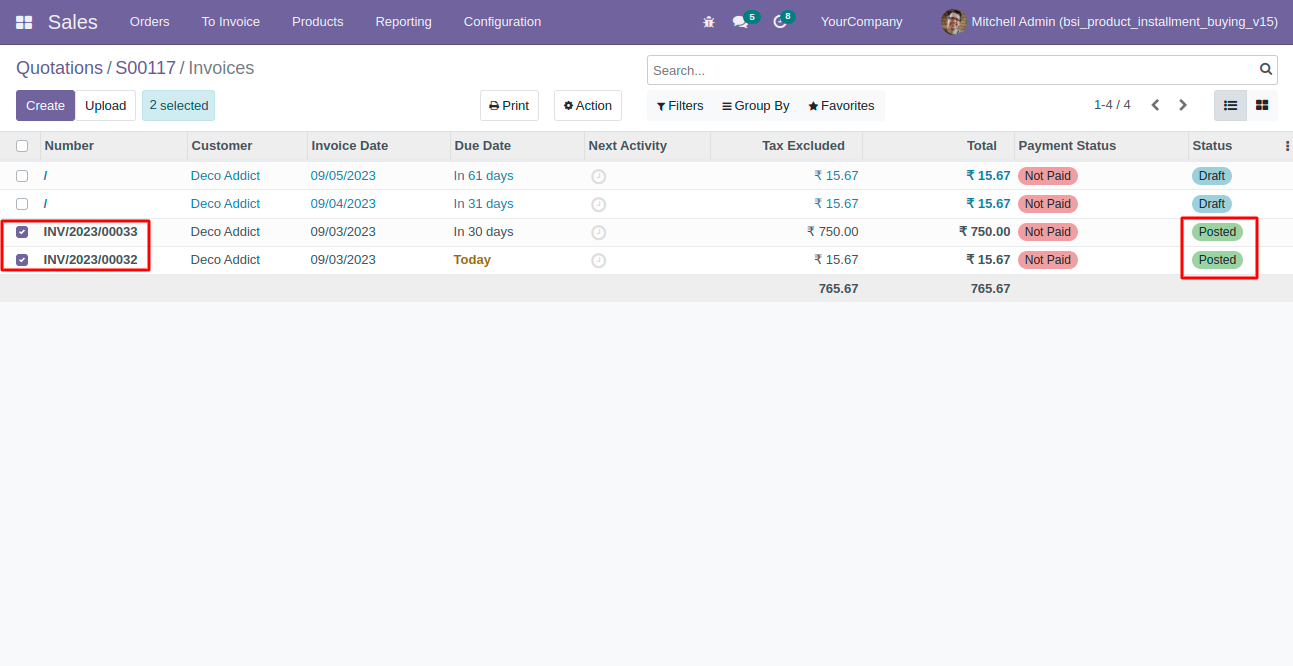 Sales Orders To Invoice Products Reporting Configuration 5 8 YourCompany Mitchell Admin (bsi_product_installment_buying_v15)
Quotations / S00117 / Invoices Search...
Create Upload 2 selected Print Action Filters Group By Favorites 1-4 / 4
Number Customer Invoice Date Due Date Next Activity Tax Excluded Total Payment Status Status
/ Deco Addict 09/05/2023 In 61 days ₹ 15.67 ₹ 15.67 Not Paid Draft
/ Deco Addict 09/04/2023 In 31 days ₹ 15.67 ₹ 15.67 Not Paid Draft
INV/2023/00033 Deco Addict 09/03/2023 In 30 days ₹ 750.00 ₹ 750.00 Not Paid Posted
INV/2023/00032 Deco Addict 09/03/2023 Today ₹ 15.67 ₹ 15.67 Not Paid Posted
765.67 765.67